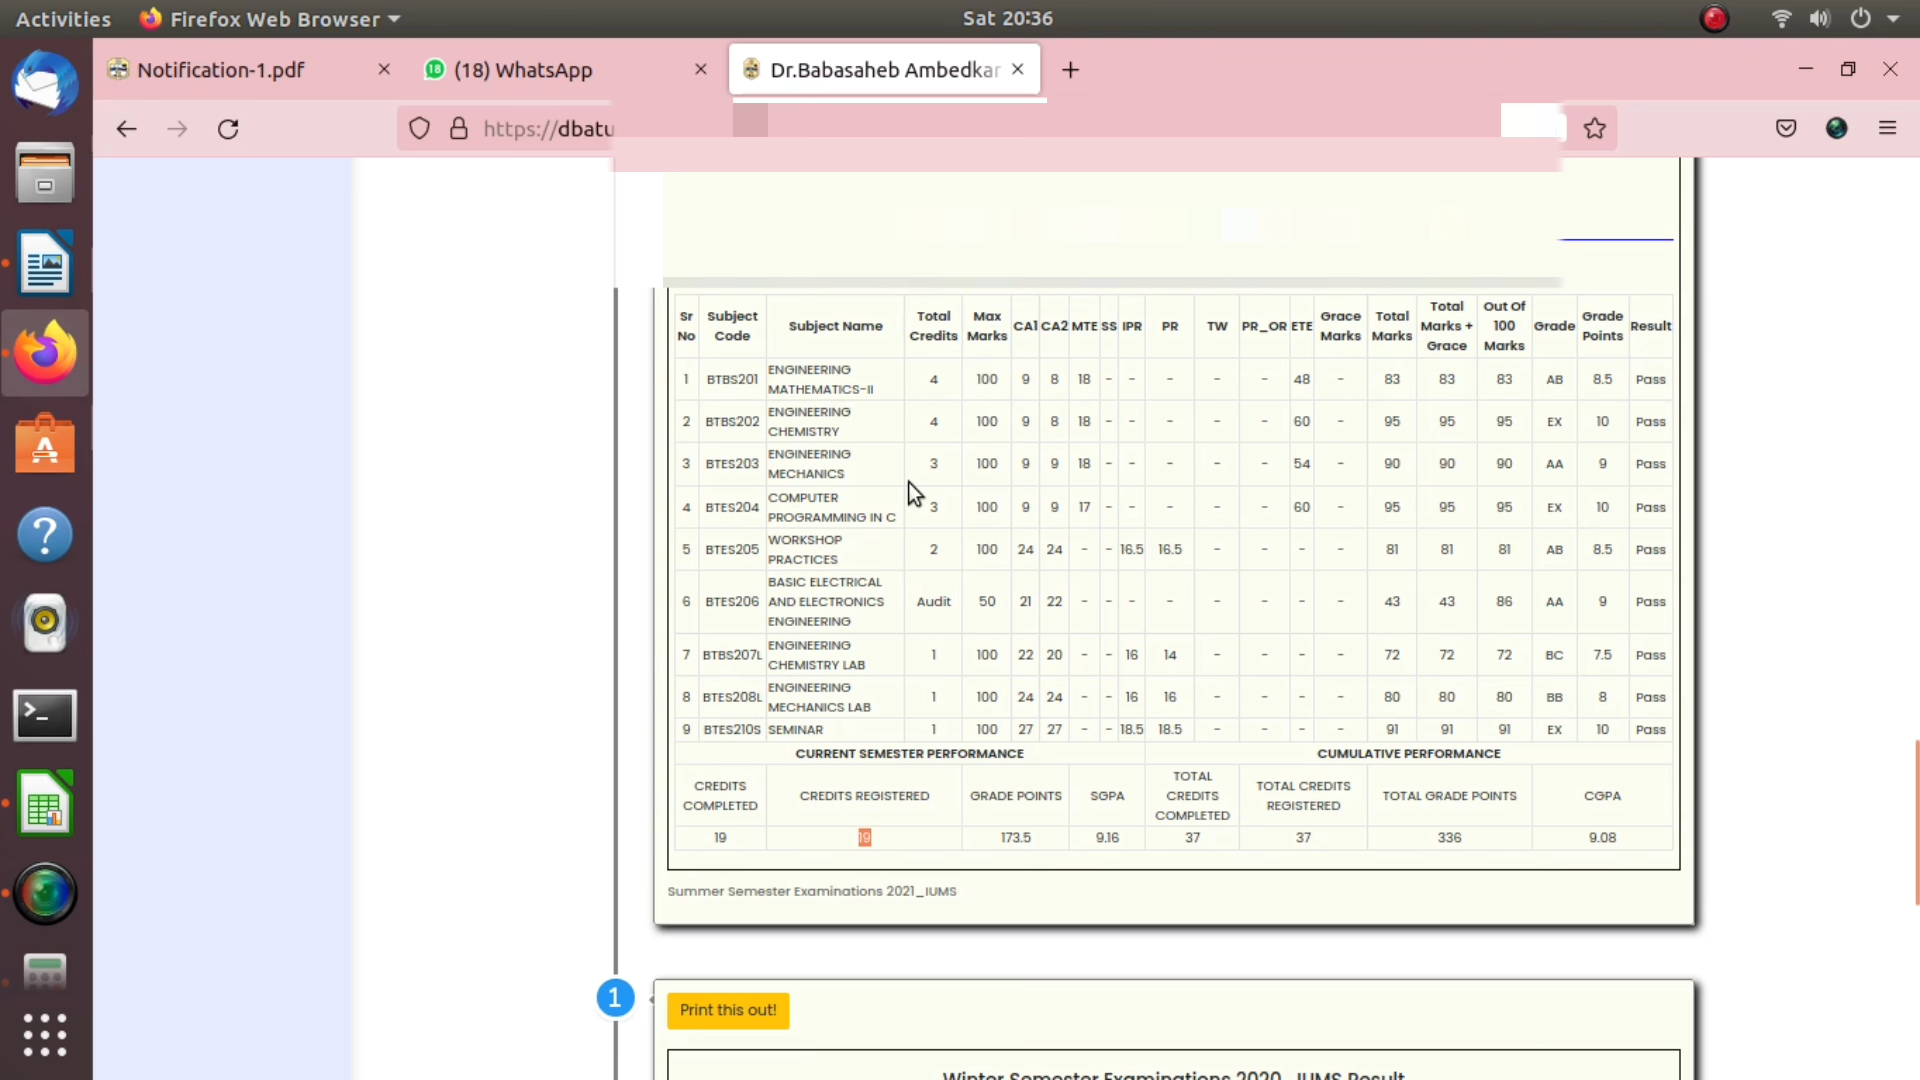 Activities Firefox Web Browser Sat 20:36
Notification-1.pdf (18) WhatsApp Dr.Babasaheb Ambedkar
https://dbatu
Sr No Subject Code Subject Name Total Credits Max Marks CA1 CA2 MTE SS IPR PR TW PR_OR ETE Grace Marks Total Marks Total Marks + Grace Out Of 100 Marks Grade Grade Points Result
1 BTBS201 ENGINEERING MATHEMATICS-II 4 100 9 8 18 - - - - - 48 - 83 83 83 AB 8.5 Pass
2 BTBS202 ENGINEERING CHEMISTRY 4 100 9 8 18 - - - - - 60 - 95 95 95 EX 10 Pass
3 BTES203 ENGINEERING MECHANICS 3 100 9 9 18 - - - - - 54 - 90 90 90 AA 9 Pass
4 BTES204 COMPUTER PROGRAMMING IN C 3 100 9 9 17 - - - - - 60 - 95 95 95 EX 10 Pass
5 BTES205 WORKSHOP PRACTICES 2 100 24 24 - - 16.5 16.5 - - - - 81 81 81 AB 8.5 Pass
6 BTES206 BASIC ELECTRICAL AND ELECTRONICS ENGINEERING Audit 50 21 22 - - - - - - - - 43 43 86 AA 9 Pass
7 BTBS207L ENGINEERING CHEMISTRY LAB 1 100 22 20 - - 16 14 - - - - 72 72 72 BC 7.5 Pass
8 BTES208L ENGINEERING MECHANICS LAB 1 100 24 24 - - 16 16 - - - - 80 80 80 BB 8 Pass
9 BTES210S SEMINAR 1 100 27 27 - - 18.5 18.5 - - - - 91 91 91 EX 10 Pass
CURRENT SEMESTER PERFORMANCE CUMULATIVE PERFORMANCE
CREDITS COMPLETED CREDITS REGISTERED GRADE POINTS SGPA TOTAL CREDITS COMPLETED TOTAL CREDITS REGISTERED TOTAL GRADE POINTS CGPA
19 19 173.5 9.16 37 37 336 9.08
Summer Semester Examinations 2021_IUMS
1
Print this out!
Winter Semester Examinations 2020_IUMS Result